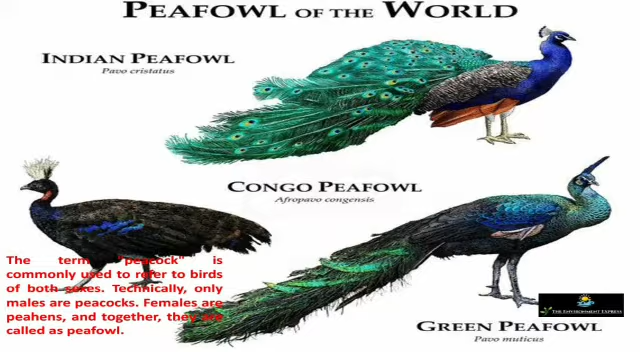 PEAFOWL OF THE WORLD
INDIAN PEAFOWL
Pavo cristatus
CONGO PEAFOWL
Afropavo congensis
The term "peacock" is
commonly used to refer to birds
of both sexes. Technically, only
males are peacocks. Females are
peahens, and together, they are
called as peafowl.
THE ENVIRONMENT EXPRESS
GREEN PEAFOWL
Pavo muticus